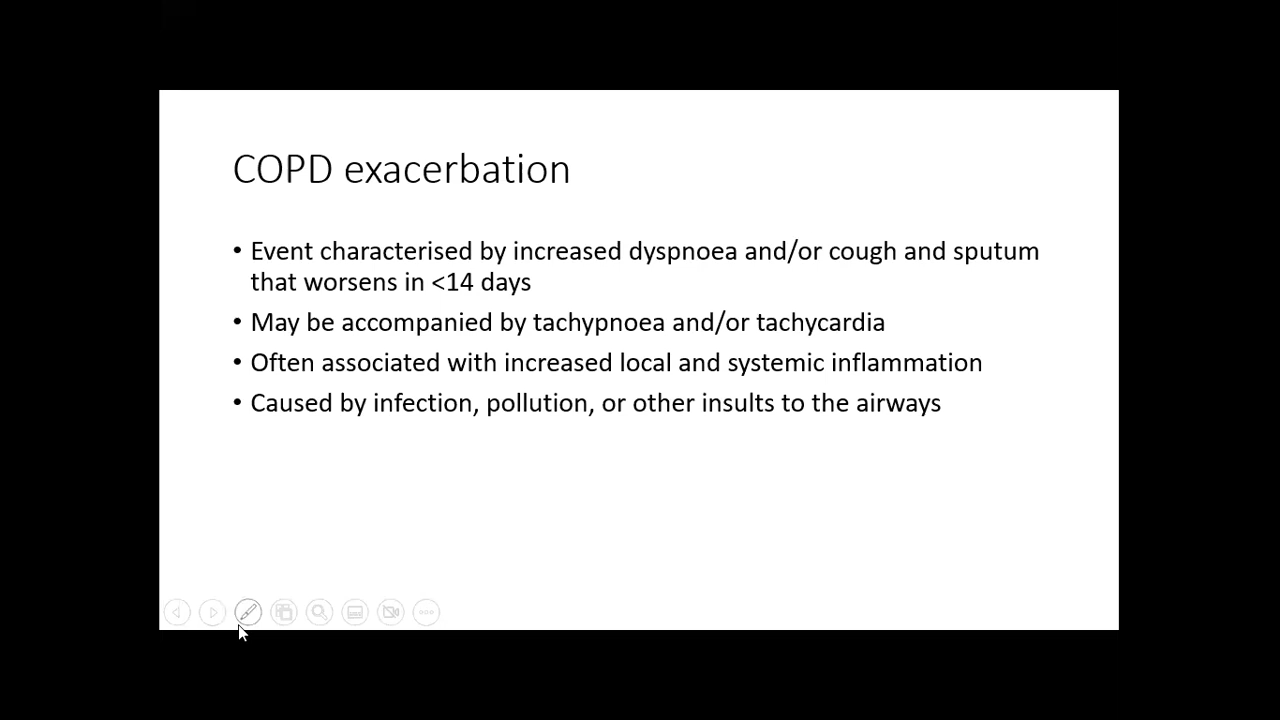 COPD exacerbation
• Event characterised by increased dyspnoea and/or cough and sputum
that worsens in <14 days
• May be accompanied by tachypnoea and/or tachycardia
• Often associated with increased local and systemic inflammation
• Caused by infection, pollution, or other insults to the airways